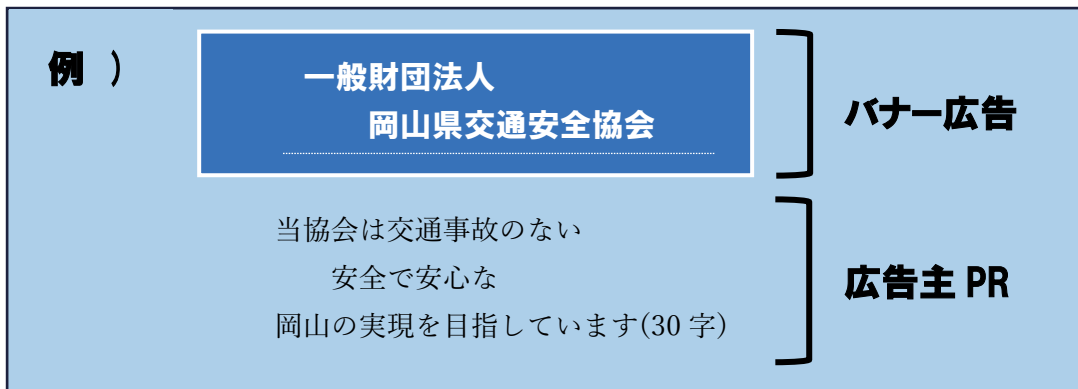 例 )
一般財団法人
岡山県交通安全協会
バナー広告
当協会は交通事故のない
安全で安心な
岡山の実現を目指しています(30 字)
広告主 PR